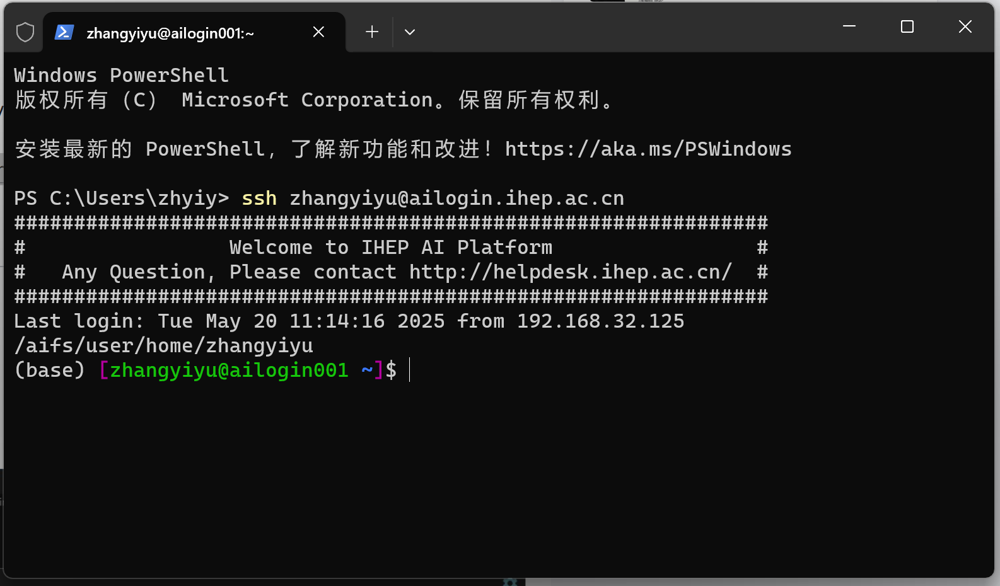 zhangyiyu@ailogin001:~
Windows PowerShell
版权所有 (C) Microsoft Corporation。保留所有权利。
安装最新的 PowerShell，了解新功能和改进！https://aka.ms/PSWindows
PS C:\Users\zhyiy> ssh zhangyiyu@ailogin.ihep.ac.cn
###############################################################
#                 Welcome to IHEP AI Platform                 #
#   Any Question, Please contact http://helpdesk.ihep.ac.cn/  #
###############################################################
Last login: Tue May 20 11:14:16 2025 from 192.168.32.125
/aifs/user/home/zhangyiyu
(base) [zhangyiyu@ailogin001 ~]$